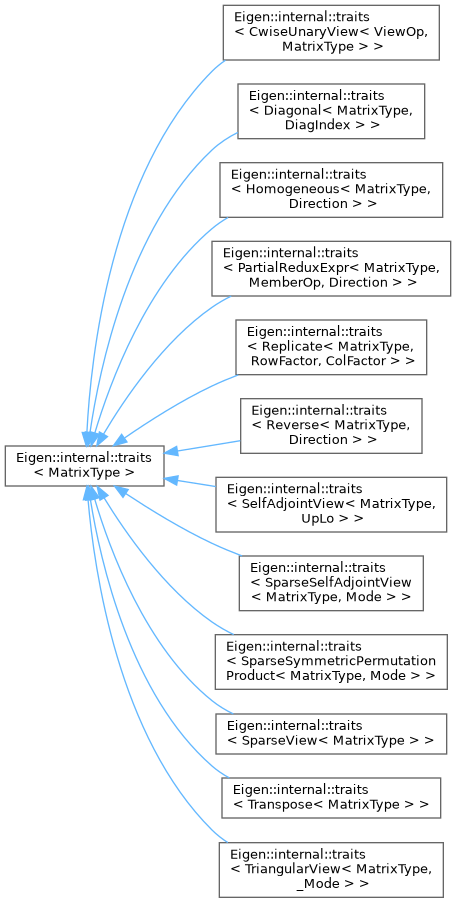 Eigen::internal::traits
< CwiseUnaryView< ViewOp,
MatrixType > >
Eigen::internal::traits
< Diagonal< MatrixType,
DiagIndex > >
Eigen::internal::traits
< Homogeneous< MatrixType,
Direction > >
Eigen::internal::traits
< PartialReduxExpr< MatrixType,
MemberOp, Direction > >
Eigen::internal::traits
< Replicate< MatrixType,
RowFactor, ColFactor > >
Eigen::internal::traits
< Reverse< MatrixType,
Direction > >
Eigen::internal::traits
< MatrixType >
Eigen::internal::traits
< SelfAdjointView< MatrixType,
UpLo > >
Eigen::internal::traits
< SparseSelfAdjointView
< MatrixType, Mode > >
Eigen::internal::traits
< SparseSymmetricPermutation
Product< MatrixType, Mode > >
Eigen::internal::traits
< SparseView< MatrixType > >
Eigen::internal::traits
< Transpose< MatrixType > >
Eigen::internal::traits
< TriangularView< MatrixType,
_Mode > >